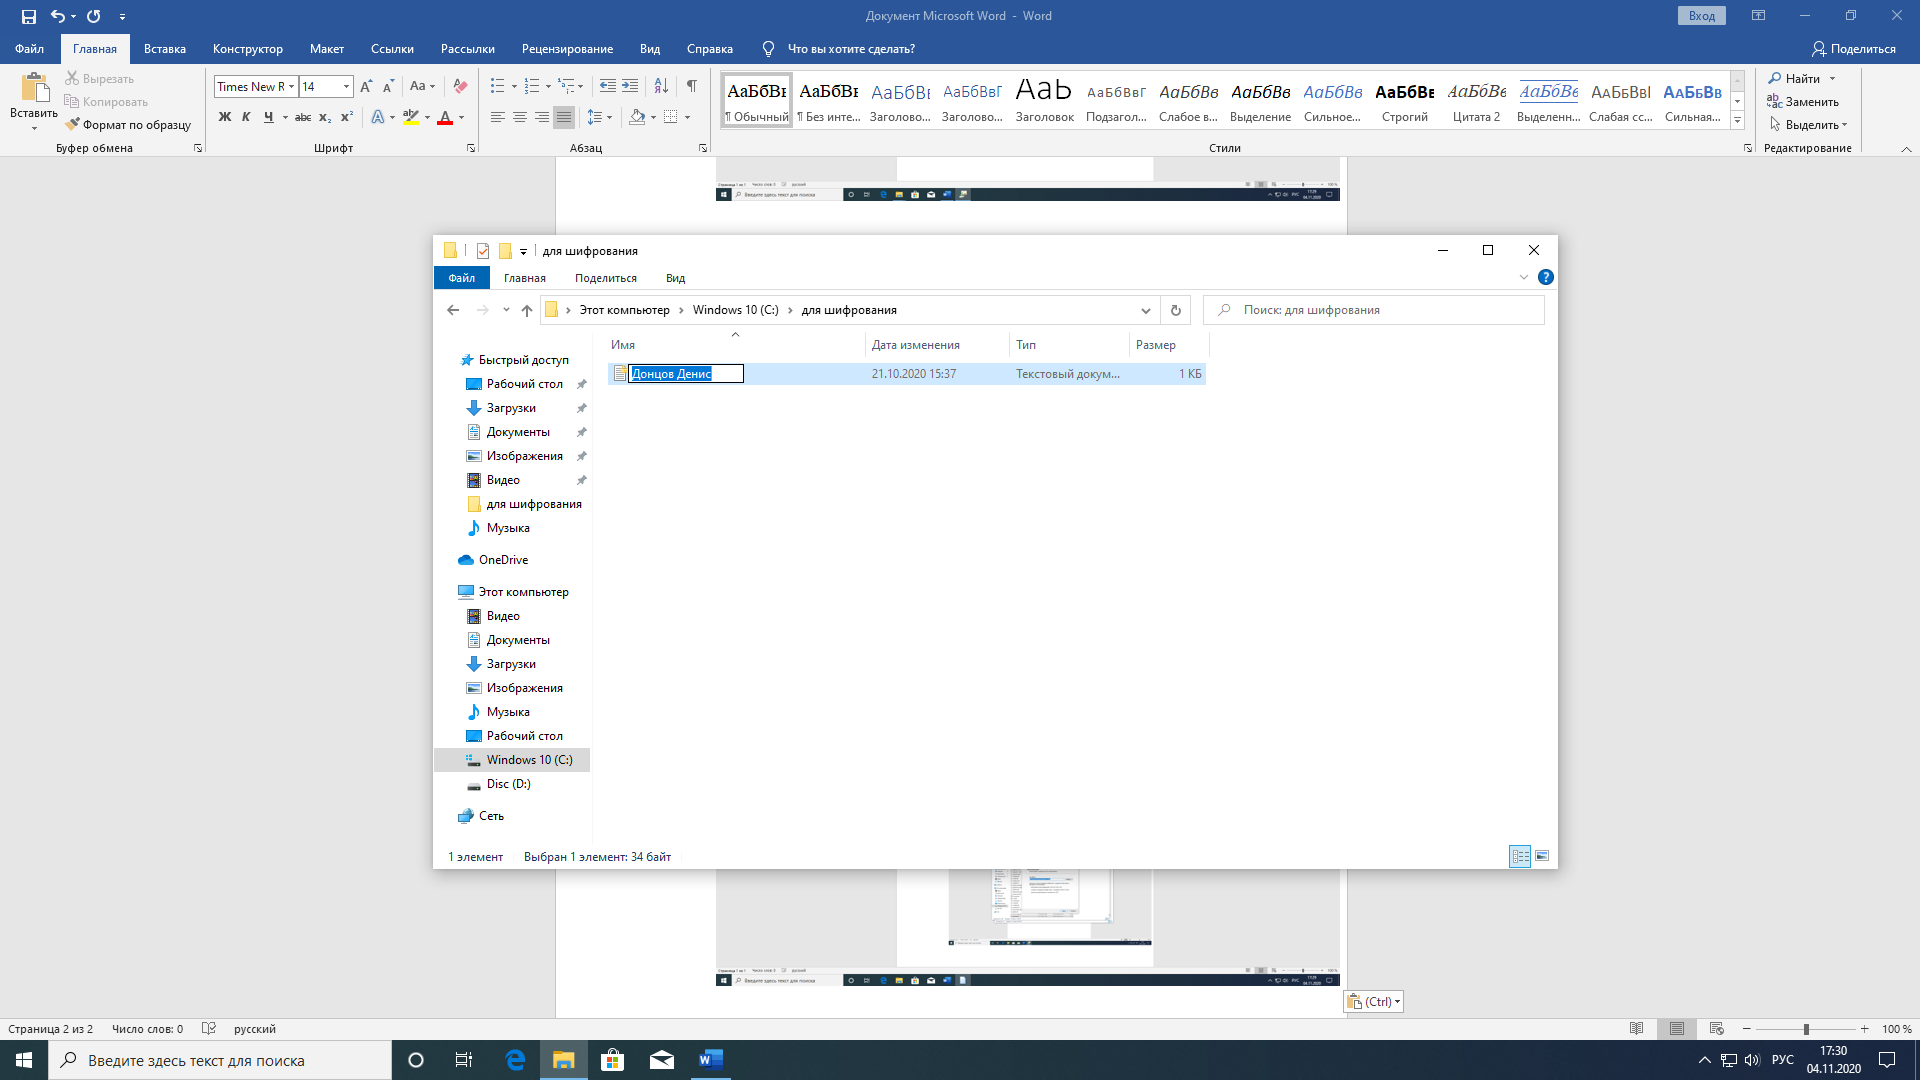 Документ Microsoft Word - Word
Вход
Файл Главная Вставка Конструктор Макет Ссылки Рассылки Рецензирование Вид Справка Что вы хотите сделать? Поделиться
Вставить
Вырезать
Копировать
Формат по образцу
Буфер обмена
Times New R 14
Шрифт
Абзац
¶ Обычный ¶ Без инте... Заголово... Заголово... Заголовок Подзагол... Слабое в... Выделение Сильное... Строгий Цитата 2 Выделенн... Слабая сс... Сильная...
Стили
Найти
Заменить
Выделить
Редактирование
для шифрования
Файл Главная Поделиться Вид
Этот компьютер Windows 10 (C:) для шифрования
Поиск: для шифрования
Имя Дата изменения Тип Размер
Донцов Денис 21.10.2020 15:37 Текстовый докум... 1 КБ
Быстрый доступ
Рабочий стол
Загрузки
Документы
Изображения
Видео
для шифрования
Музыка
OneDrive
Этот компьютер
Видео
Документы
Загрузки
Изображения
Музыка
Рабочий стол
Windows 10 (C:)
Disc (D:)
Сеть
1 элемент Выбран 1 элемент: 34 байт
(Ctrl)
Страница 2 из 2 Число слов: 0 русский 100 %
Введите здесь текст для поиска
РУС
17:30
04.11.2020